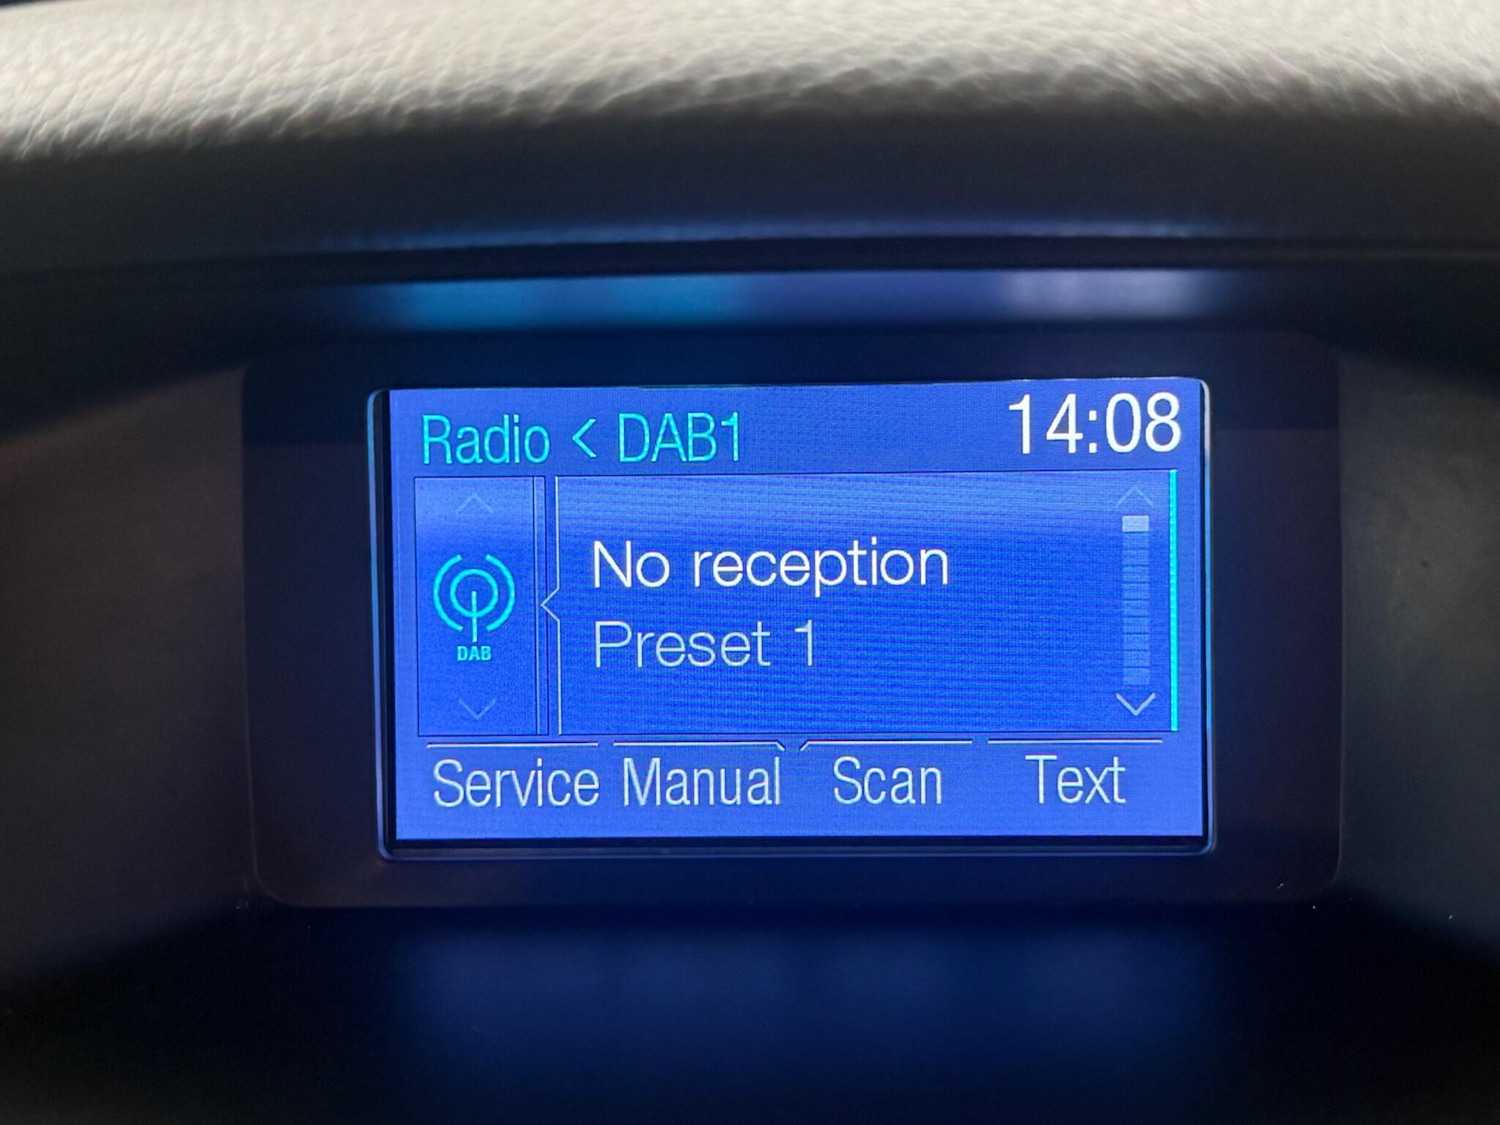 Radio < DAB1 14:08
No reception
Preset 1
DAB
Service Manual Scan Text